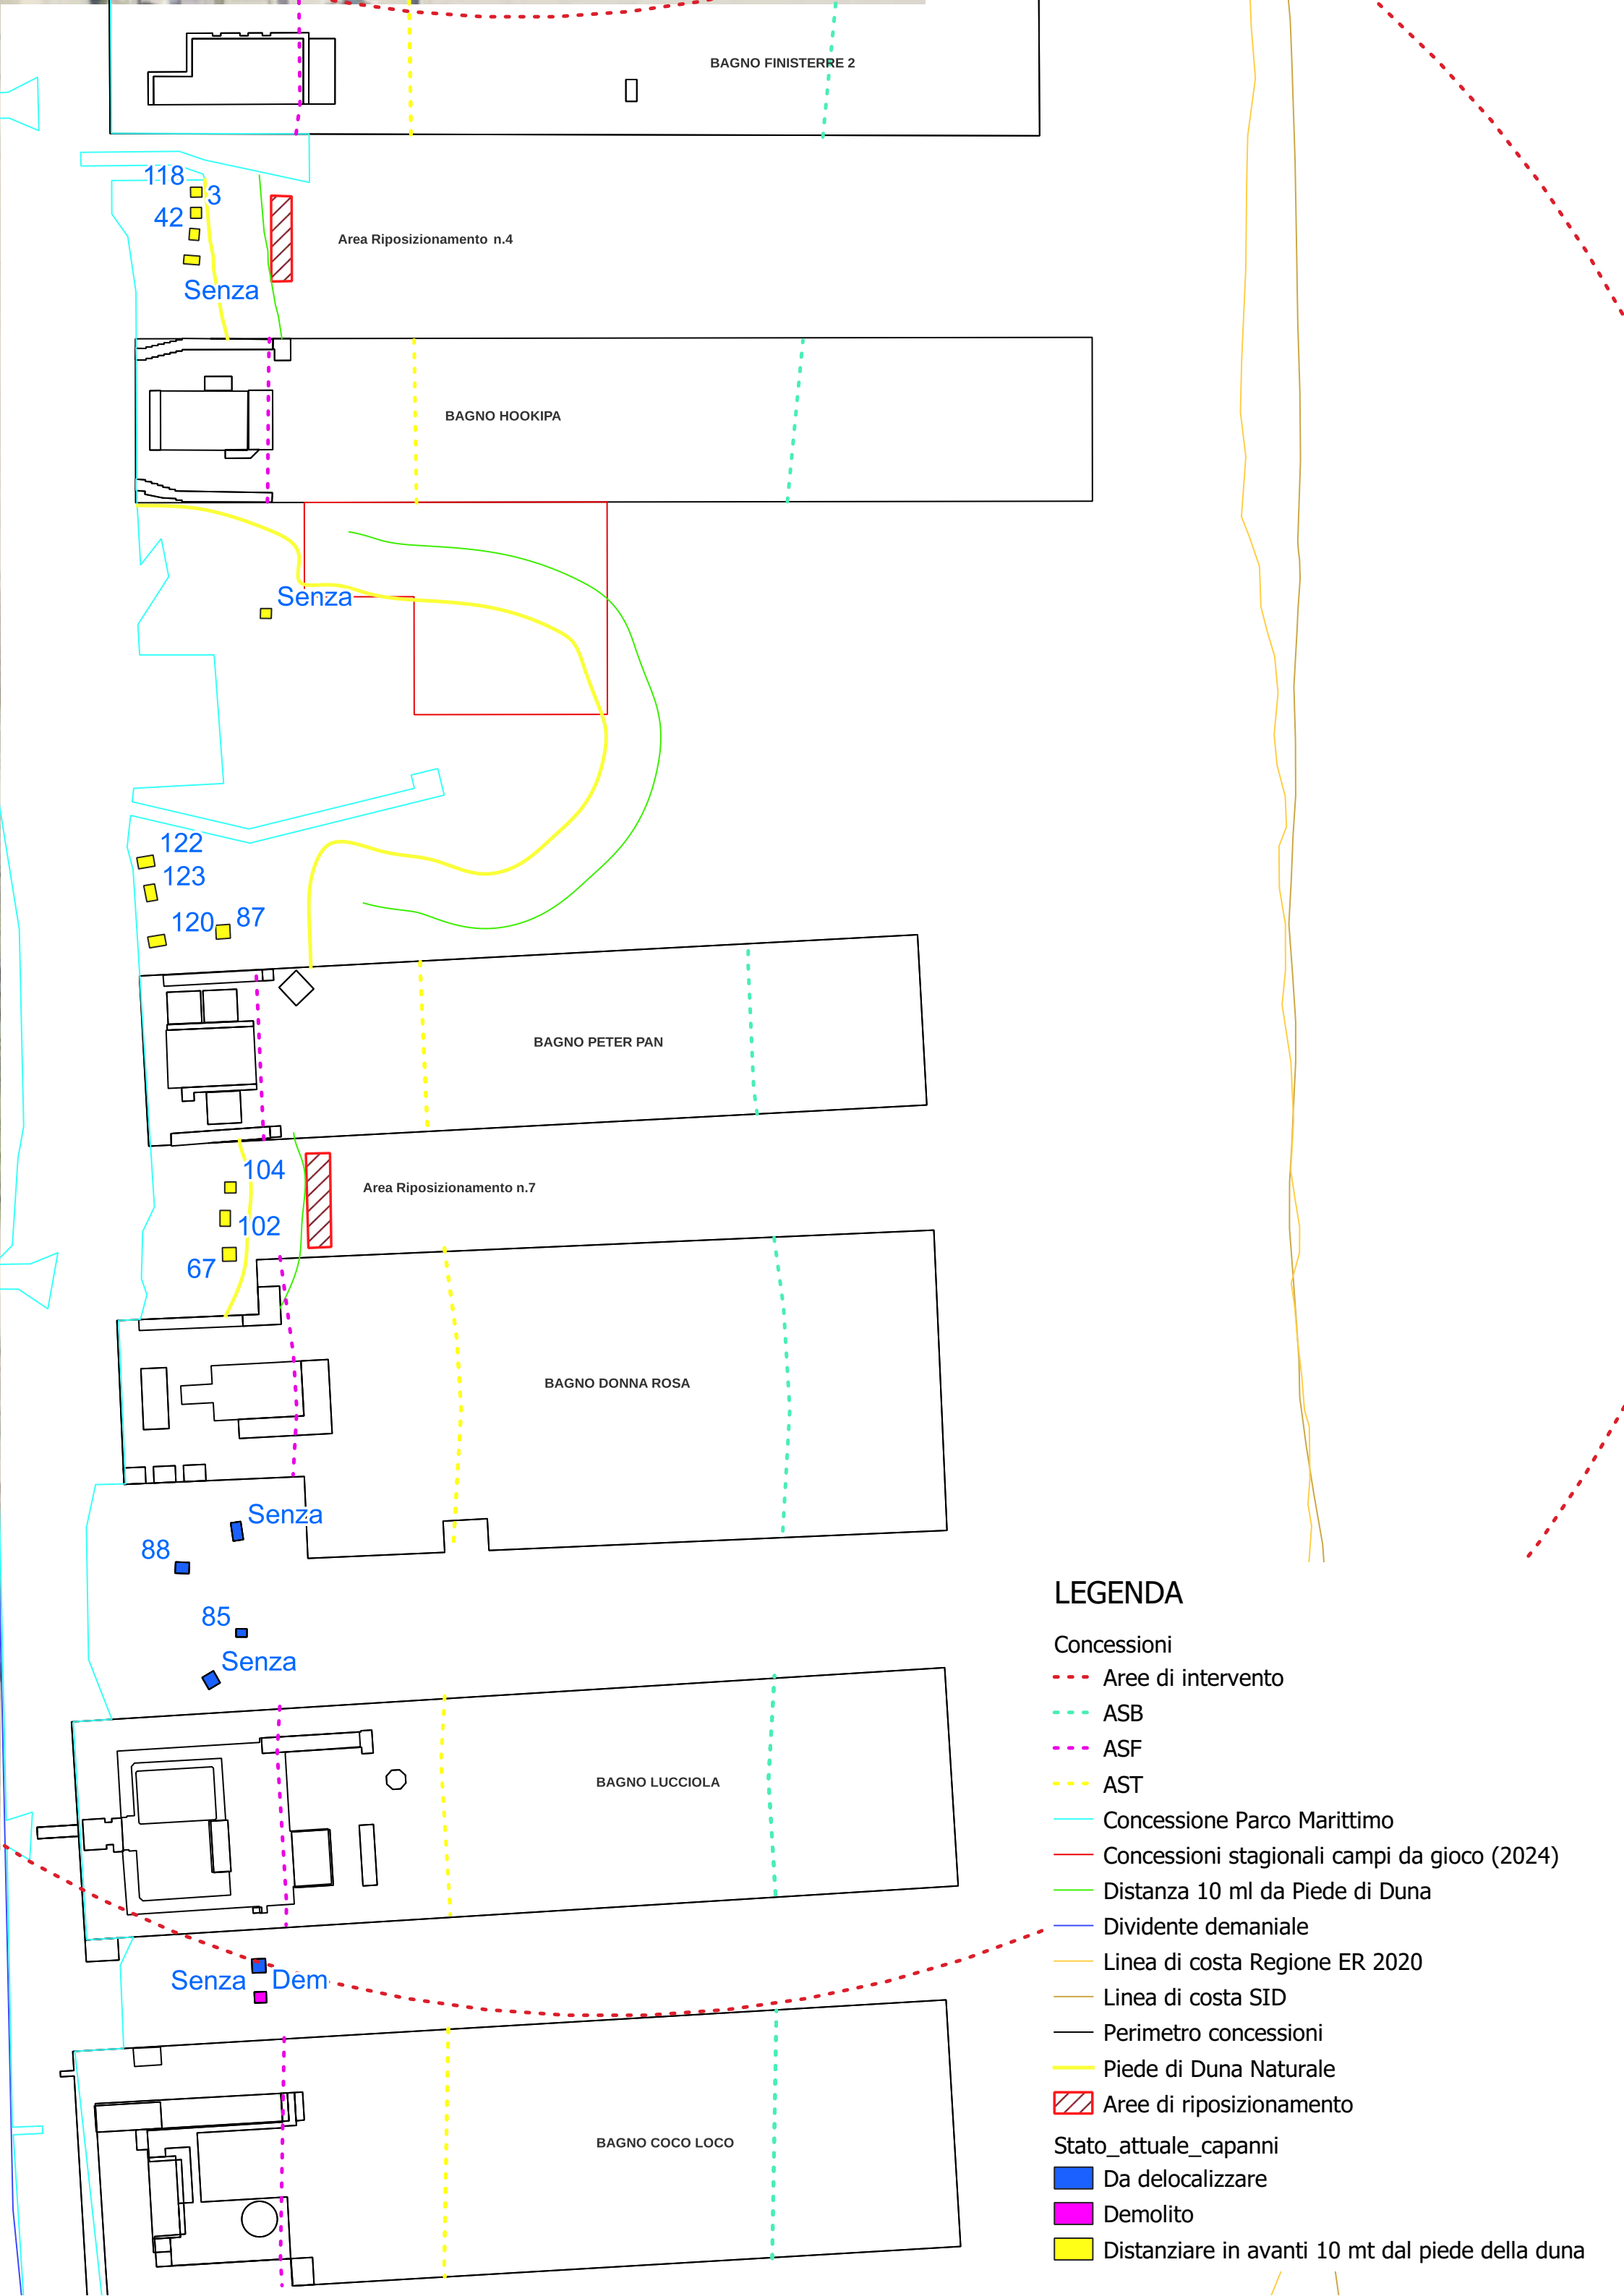 BAGNO FINISTERRE 2
118
3
42
Area Riposizionamento n.4
Senza
BAGNO HOOKIPA
Senza
122
123
120
87
BAGNO PETER PAN
104
Area Riposizionamento n.7
102
67
BAGNO DONNA ROSA
Senza
88
85
Senza
BAGNO LUCCIOLA
Senza
Dem
BAGNO COCO LOCO
LEGENDA
Concessioni
Aree di intervento
ASB
ASF
AST
Concessione Parco Marittimo
Concessioni stagionali campi da gioco (2024)
Distanza 10 ml da Piede di Duna
Dividente demaniale
Linea di costa Regione ER 2020
Linea di costa SID
Perimetro concessioni
Piede di Duna Naturale
Aree di riposizionamento
Stato_attuale_capanni
Da delocalizzare
Demolito
Distanziare in avanti 10 mt dal piede della duna